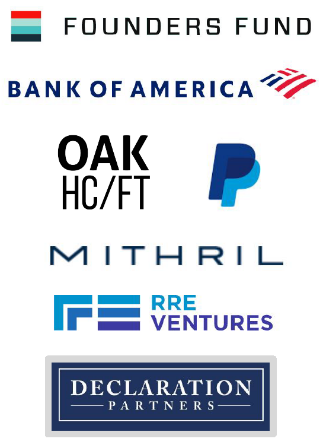 FOUNDERS FUND
BANK OF AMERICA
OAK
HC/FT
MITHRIL
RRE
VENTURES
DECLARATION
PARTNERS